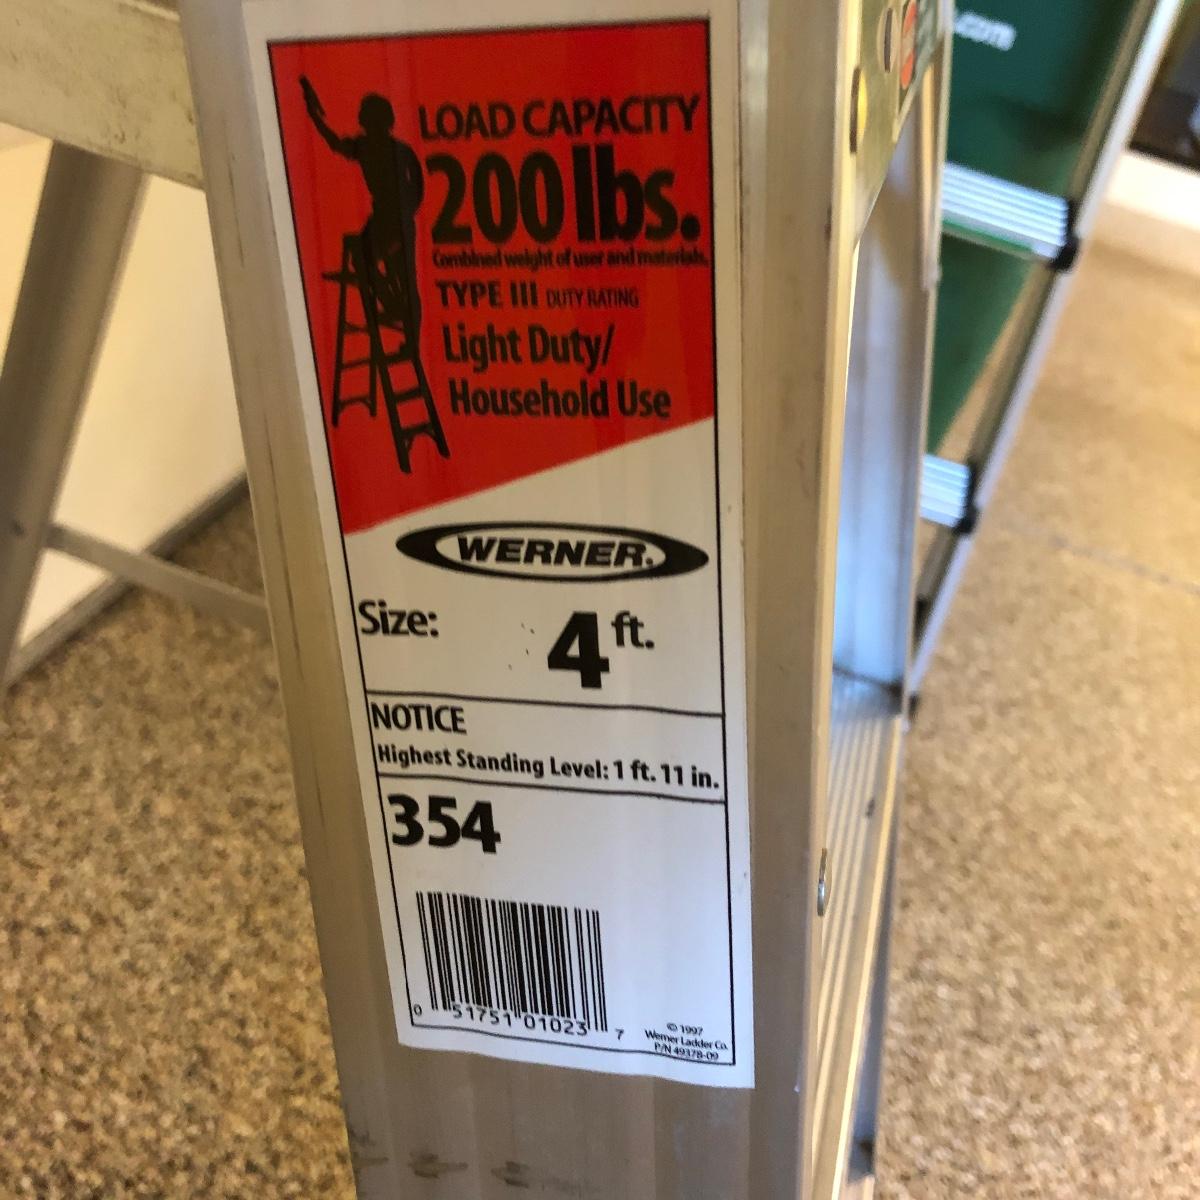 LOAD CAPACITY
200 lbs.
Combined weight of user and materials.
TYPE III DUTY RATING
Light Duty/
Household Use
WERNER.
Size: 4 ft.
NOTICE
Highest Standing Level: 1 ft. 11 in.
354
0 51751 01023 7
© 1997
Werner Ladder Co.
P/N 49378-09
.com